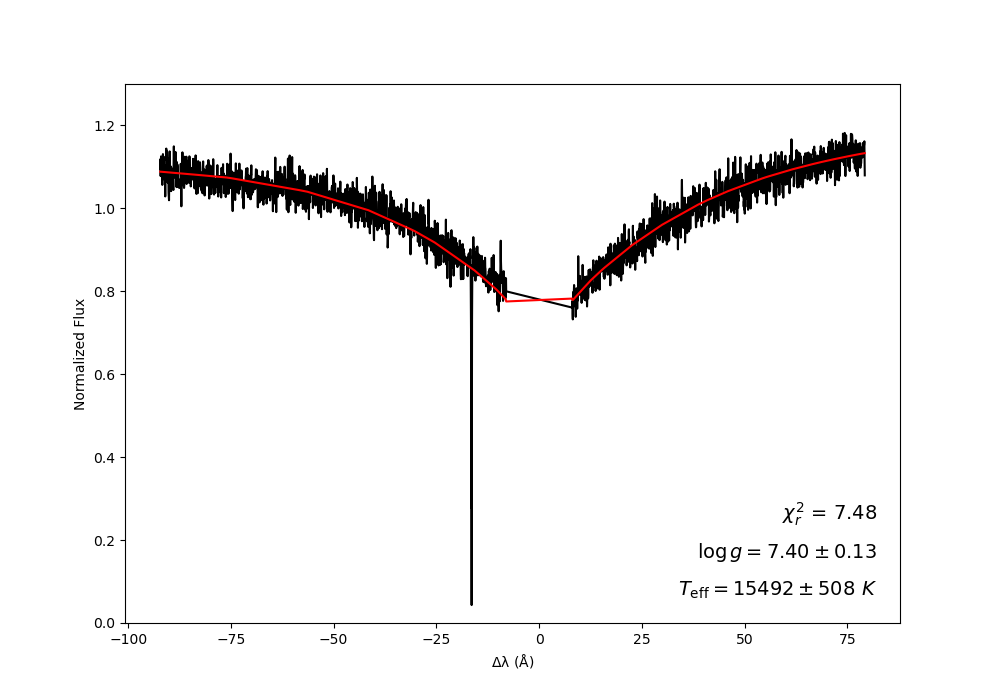 1.2
1.0
0.8
0.6
0.4
0.2
0.0
Normalized Flux
χ²ᵣ = 7.48
log g = 7.40 ± 0.13
T_eff = 15492 ± 508 K
−100 −75 −50 −25 0 25 50 75
Δλ (Å)